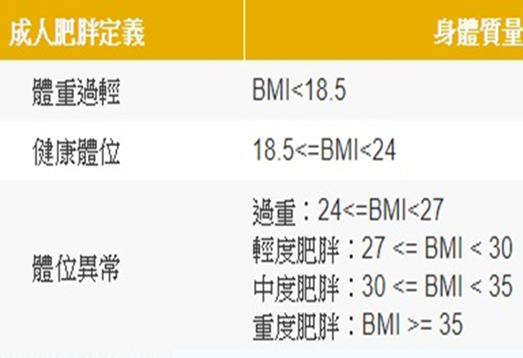 成人肥胖定義 身體質量
體重過輕 BMI<18.5
健康體位 18.5<=BMI<24
過重：24<=BMI<27
輕度肥胖：27 <= BMI < 30
體位異常
中度肥胖：30 <= BMI < 35
重度肥胖：BMI >= 35